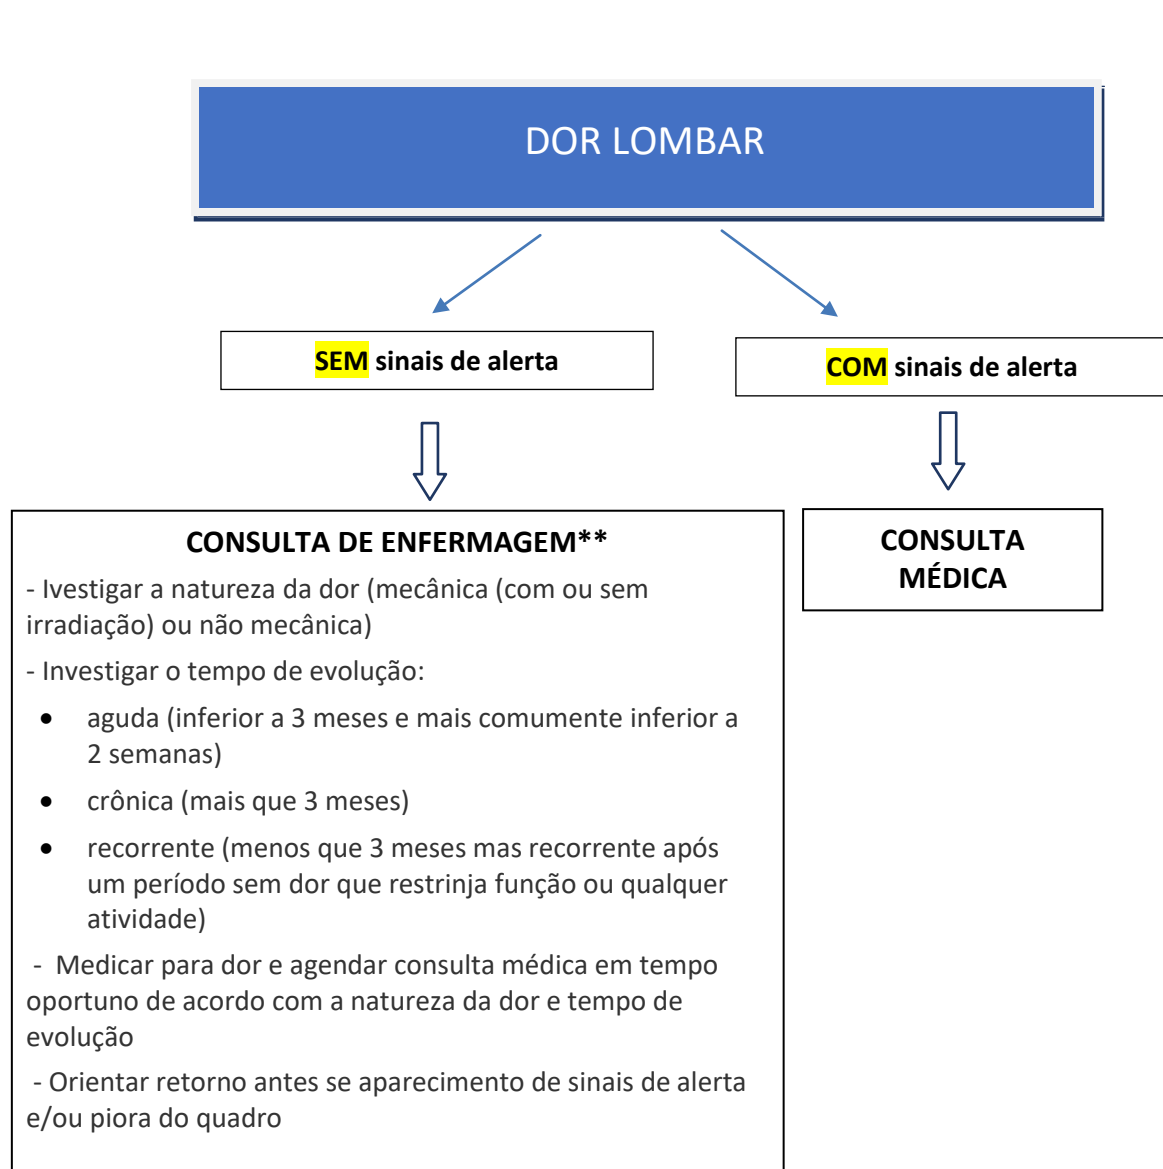 DOR LOMBAR
SEM sinais de alerta
COM sinais de alerta
CONSULTA DE ENFERMAGEM**
- Ivestigar a natureza da dor (mecânica (com ou sem
irradiação) ou não mecânica)
- Investigar o tempo de evolução:
• aguda (inferior a 3 meses e mais comumente inferior a
2 semanas)
• crônica (mais que 3 meses)
• recorrente (menos que 3 meses mas recorrente após
um período sem dor que restrinja função ou qualquer
atividade)
- Medicar para dor e agendar consulta médica em tempo
oportuno de acordo com a natureza da dor e tempo de
evolução
- Orientar retorno antes se aparecimento de sinais de alerta
e/ou piora do quadro
CONSULTA
MÉDICA